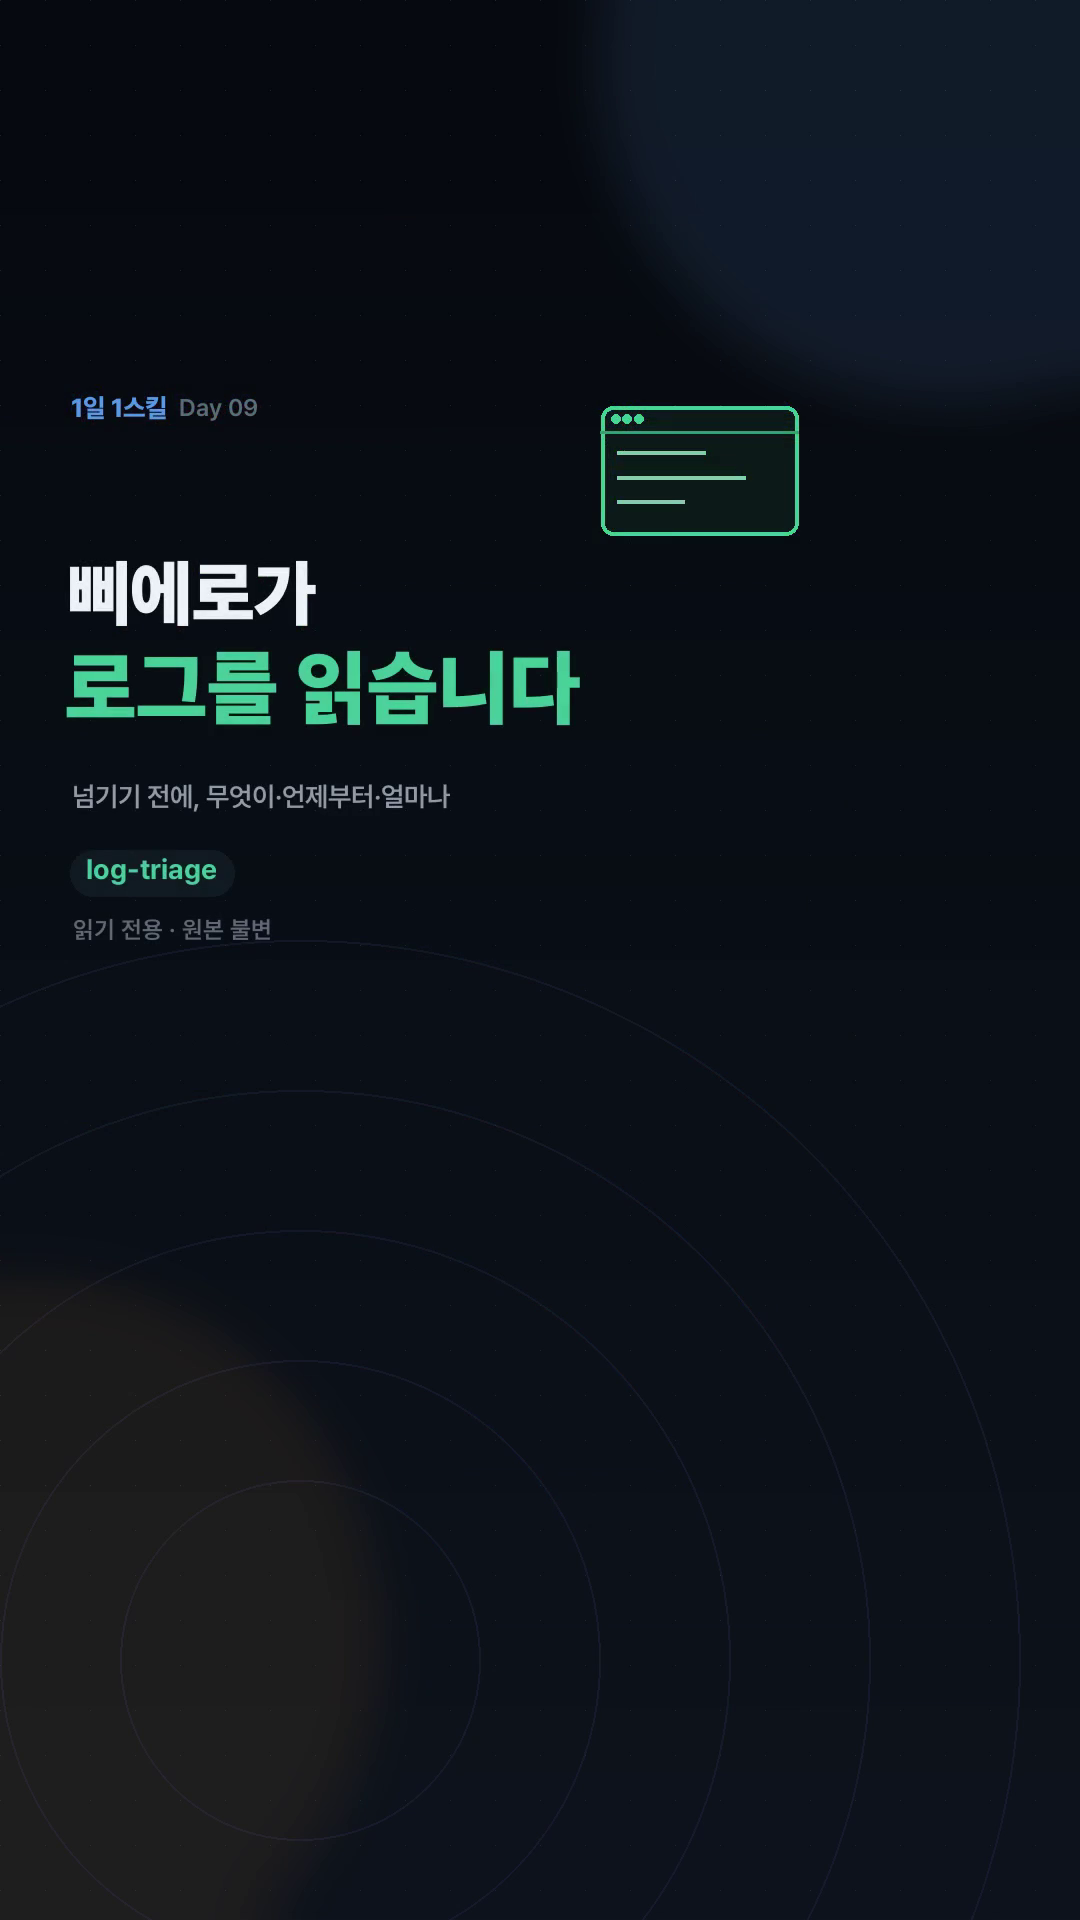 1일 1스킬 Day 09
삐에로가
로그를 읽습니다
넘기기 전에, 무엇이·언제부터·얼마나
log-triage
읽기 전용 · 원본 불변